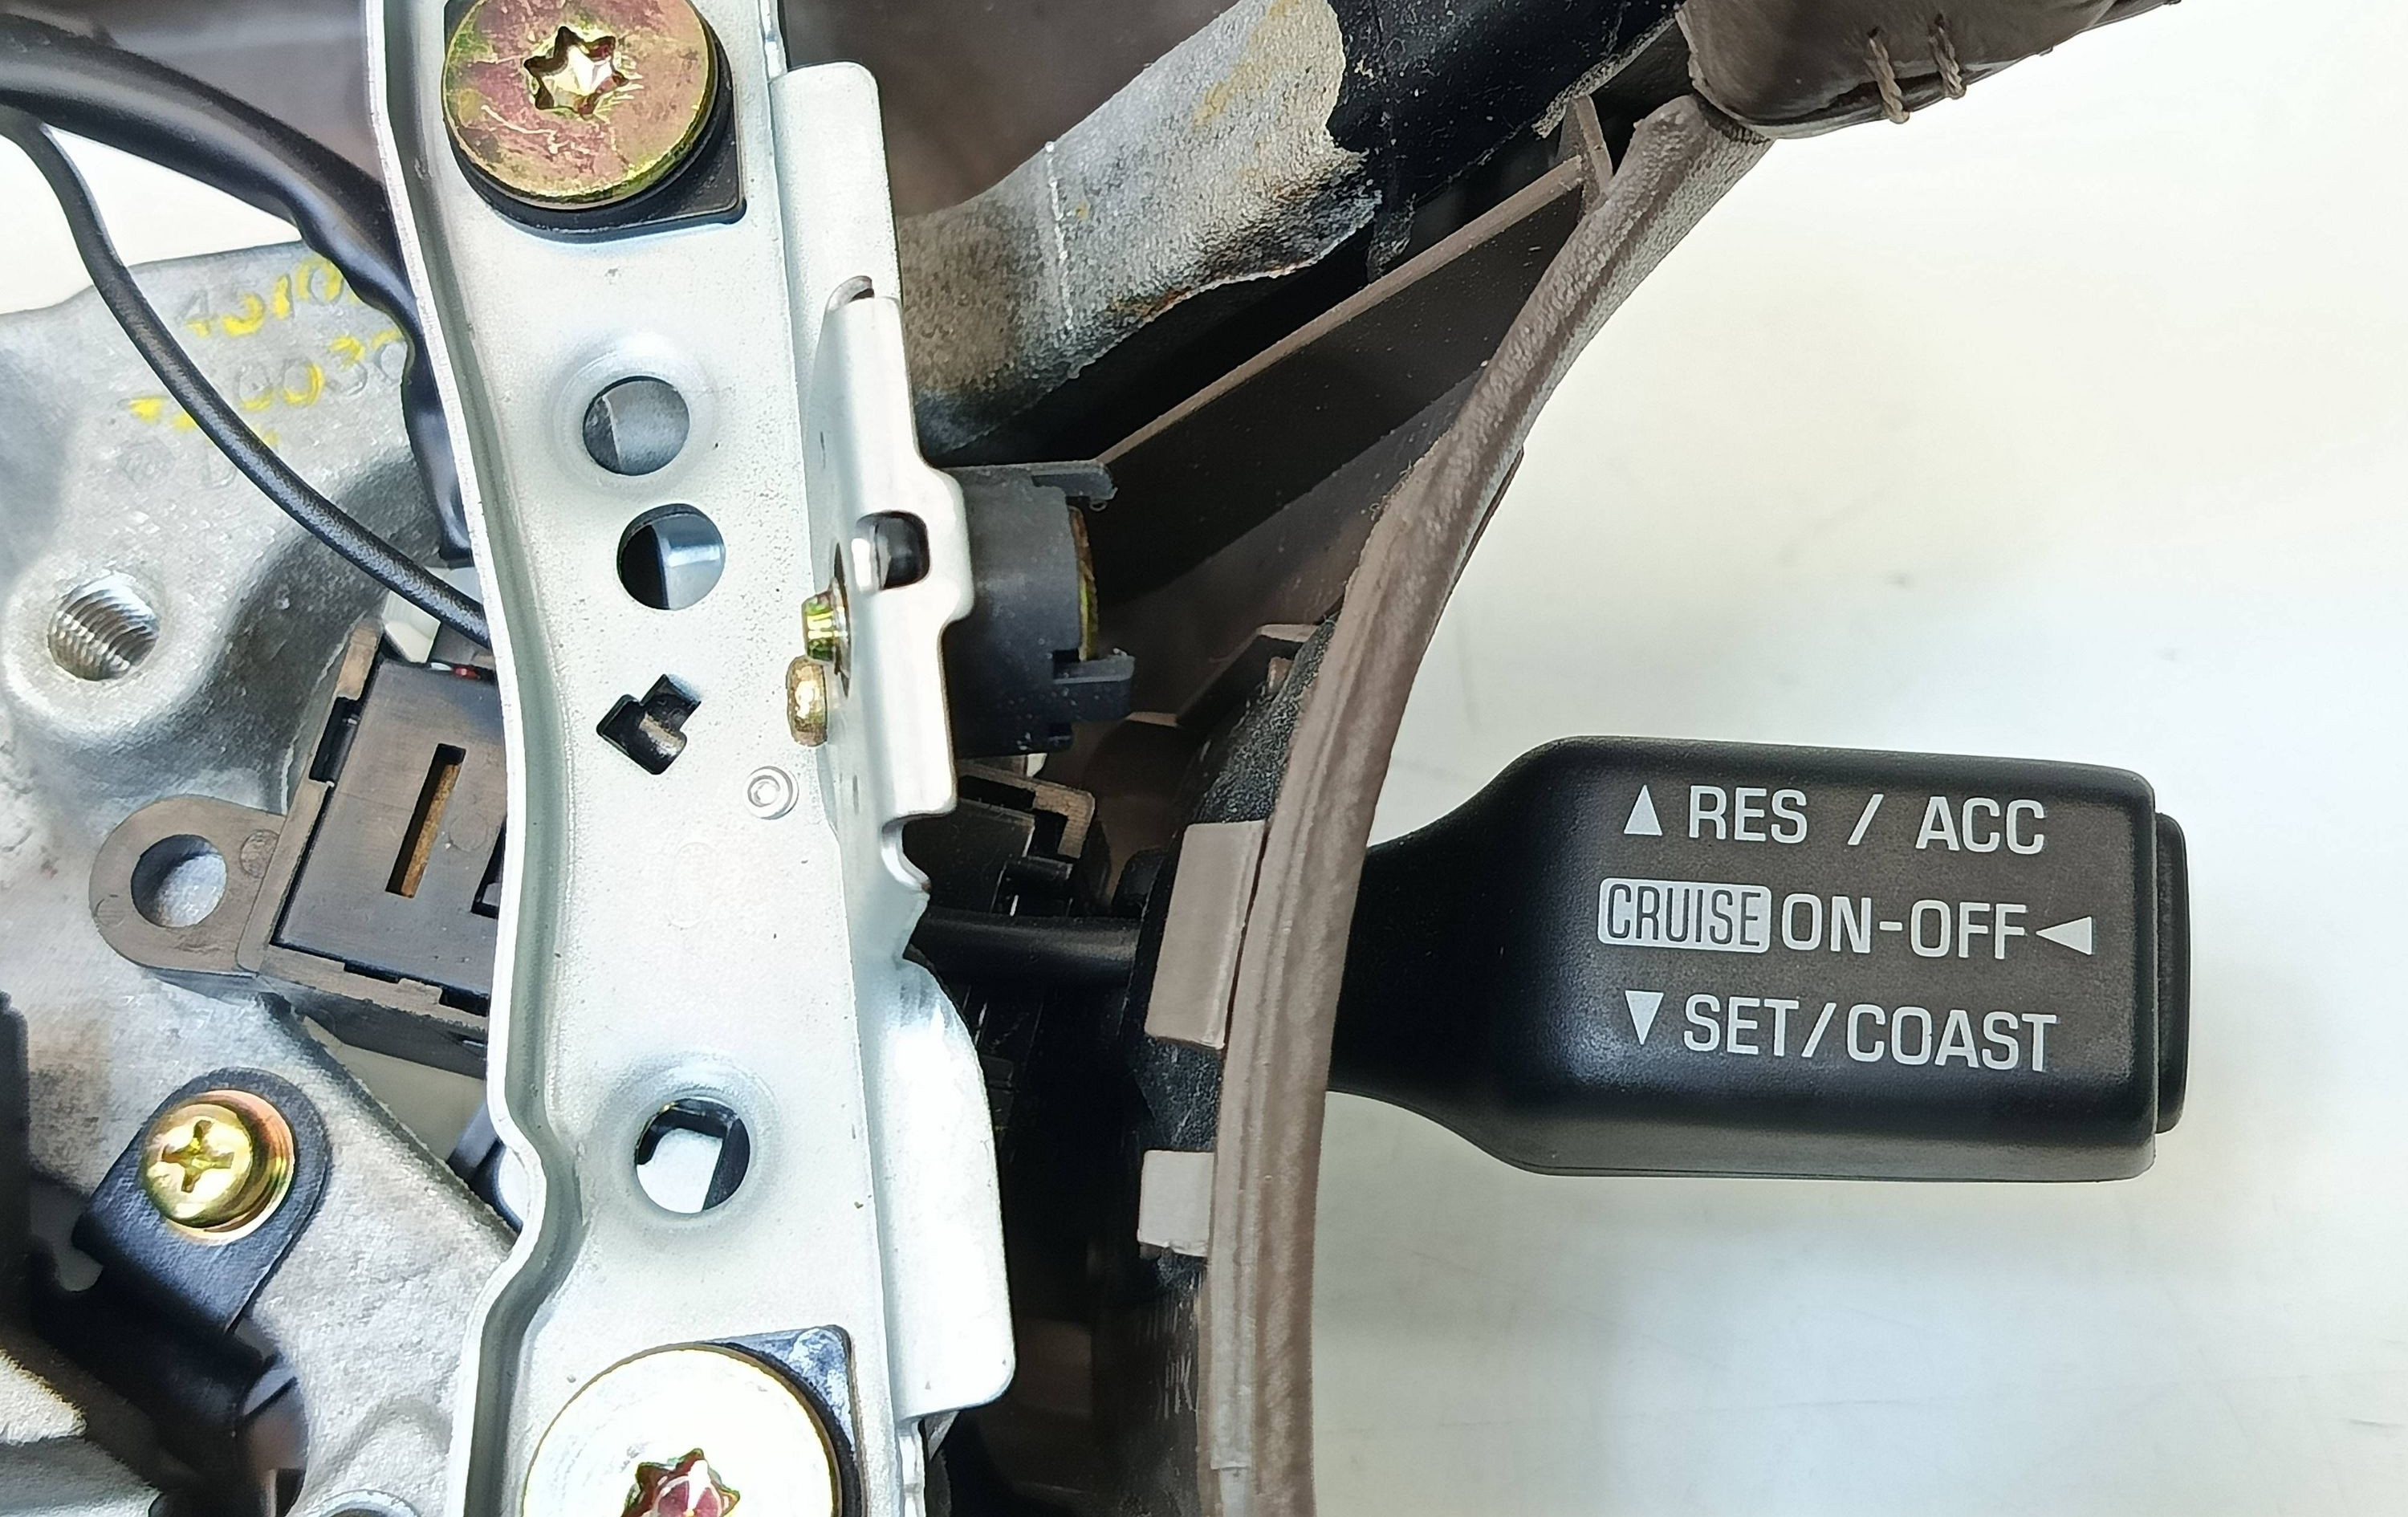 ▲ RES / ACC
CRUISE ON-OFF ◀
▼ SET/COAST